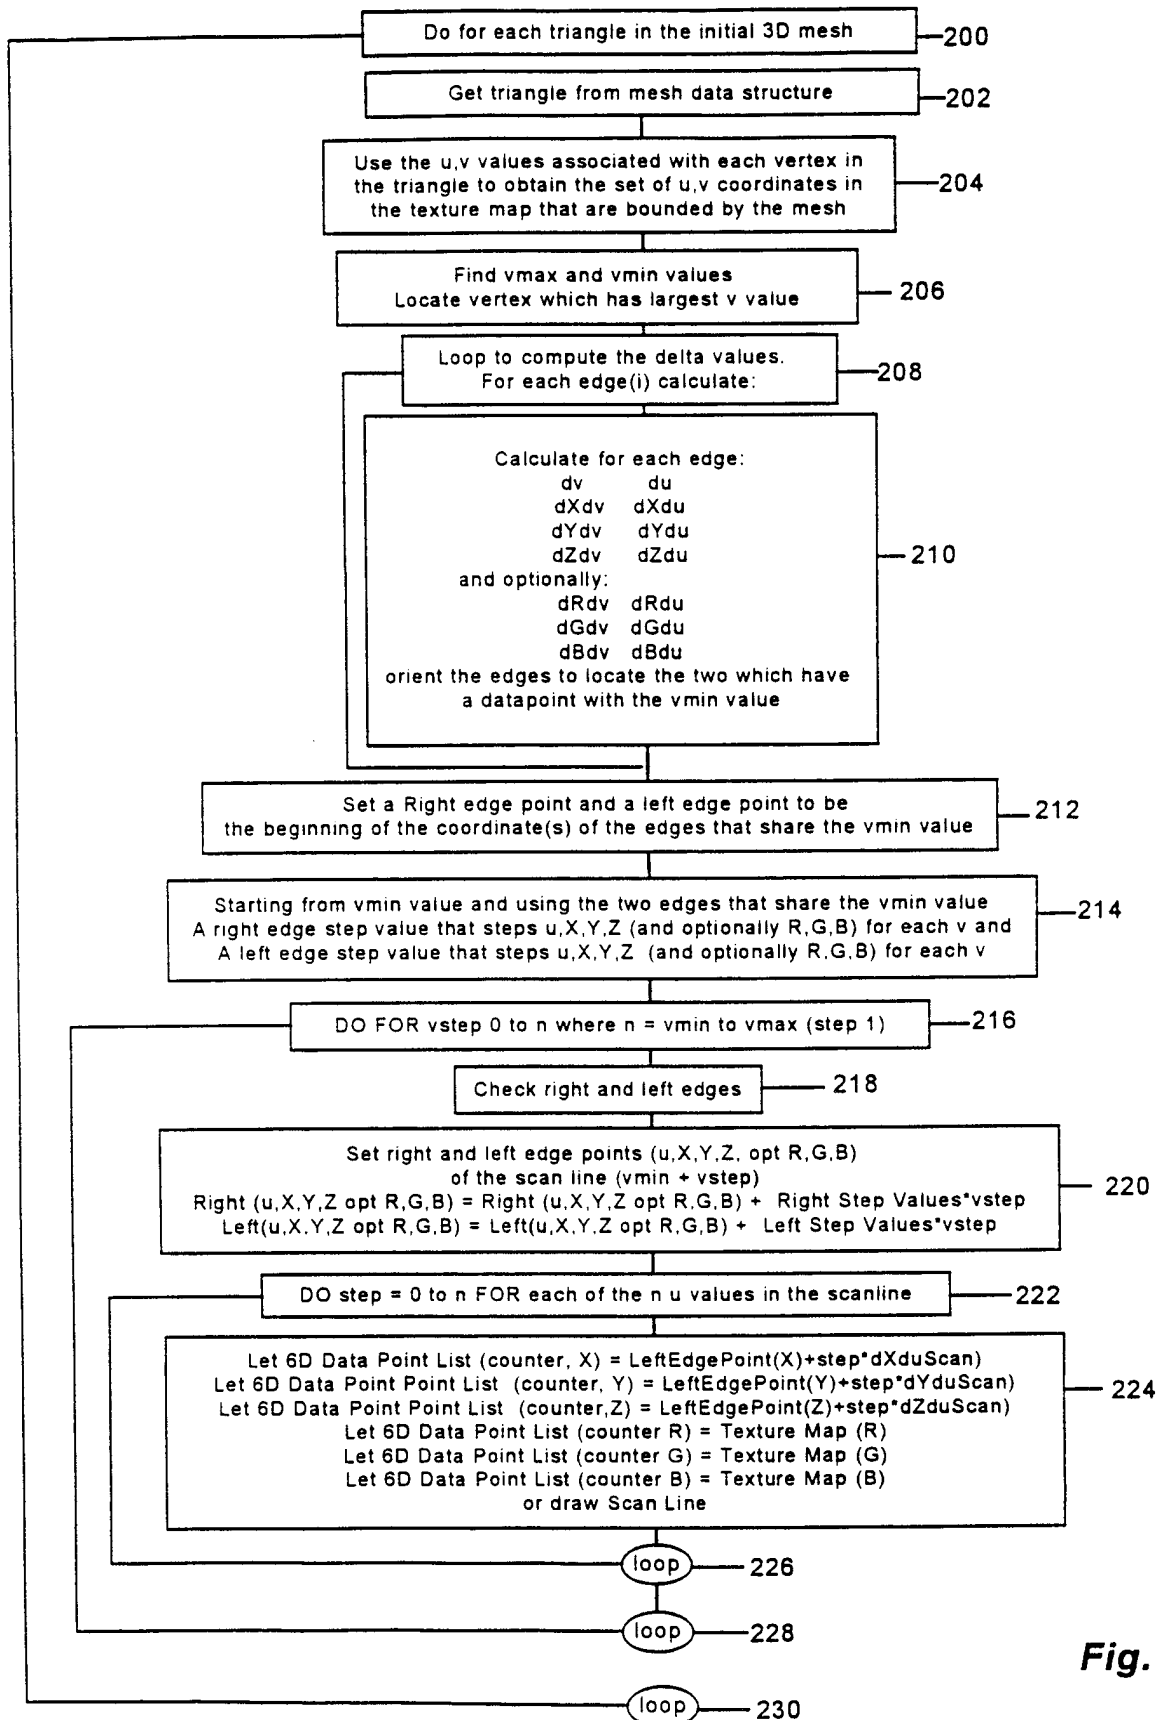 Do for each triangle in the initial 3D mesh
200
Get triangle from mesh data structure
202
Use the u,v values associated with each vertex in
the triangle to obtain the set of u,v coordinates in
the texture map that are bounded by the mesh
204
Find vmax and vmin values
Locate vertex which has largest v value
206
Loop to compute the delta values.
For each edge(i) calculate:
208
Calculate for each edge:
dv du
dXdv dXdu
dYdv dYdu
dZdv dZdu
and optionally:
dRdv dRdu
dGdv dGdu
dBdv dBdu
orient the edges to locate the two which have
a datapoint with the vmin value
210
Set a Right edge point and a left edge point to be
the beginning of the coordinate(s) of the edges that share the vmin value
212
Starting from vmin value and using the two edges that share the vmin value
A right edge step value that steps u,X,Y,Z (and optionally R,G,B) for each v and
A left edge step value that steps u,X,Y,Z (and optionally R,G,B) for each v
214
DO FOR vstep 0 to n where n = vmin to vmax (step 1)
216
Check right and left edges
218
Set right and left edge points (u,X,Y,Z, opt R,G,B)
of the scan line (vmin + vstep)
Right (u,X,Y,Z opt R,G,B) = Right (u,X,Y,Z opt R,G,B) + Right Step Values*vstep
Left(u,X,Y,Z opt R,G,B) = Left(u,X,Y,Z opt R,G,B) + Left Step Values*vstep
220
DO step = 0 to n FOR each of the n u values in the scanline
222
Let 6D Data Point List (counter, X) = LeftEdgePoint(X)+step*dXduScan)
Let 6D Data Point Point List (counter, Y) = LeftEdgePoint(Y)+step*dYduScan)
Let 6D Data Point Point List (counter,Z) = LeftEdgePoint(Z)+step*dZduScan)
Let 6D Data Point List (counter R) = Texture Map (R)
Let 6D Data Point List (counter G) = Texture Map (G)
Let 6D Data Point List (counter B) = Texture Map (B)
or draw Scan Line
224
loop
226
loop
228
Fig.
loop
230